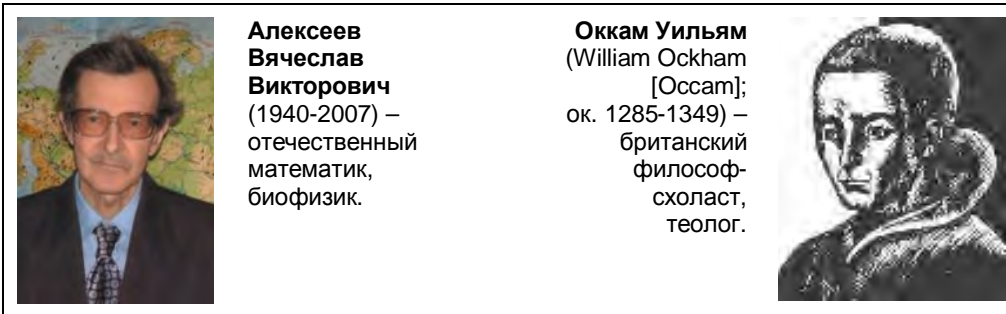 Алексеев
Вячеслав
Викторович
(1940-2007) –
отечественный
математик,
биофизик.
Оккам Уильям
(William Ockham
[Occam];
ок. 1285-1349) –
британский
философ-
схоласт,
теолог.